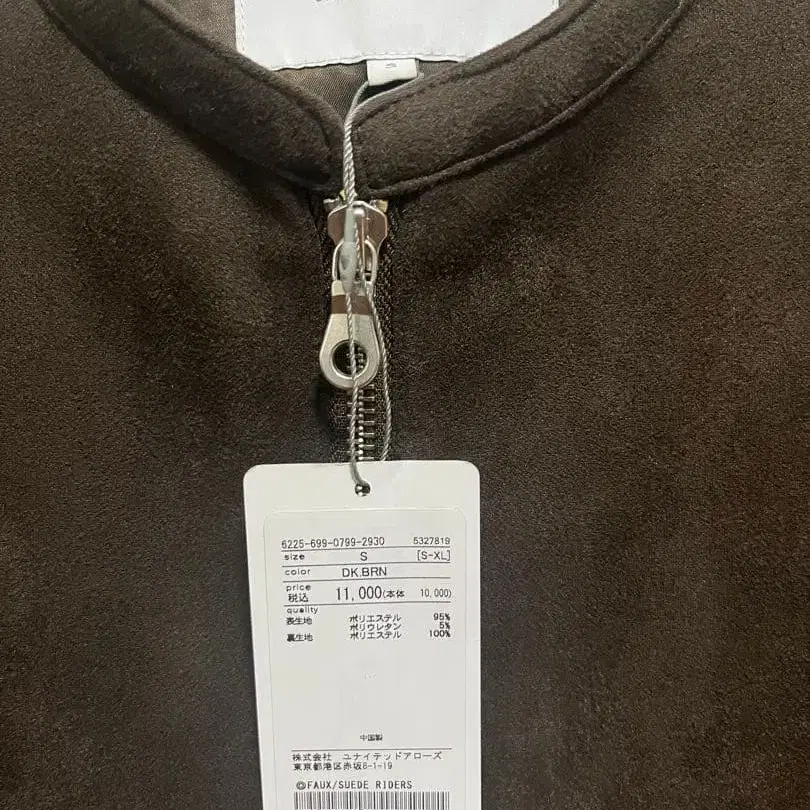 S
6225-699-0799-2930 5327819
size S [S-XL]
color DK.BRN
price 税込 11,000(本体 10,000)
quality
表生地 ポリエステル 95%
ポリウレタン 5%
裏生地 ポリエステル 100%
中国製
株式会社 ユナイテッドアローズ
東京都港区赤坂8-1-19
◎FAUX/SUEDE RIDERS